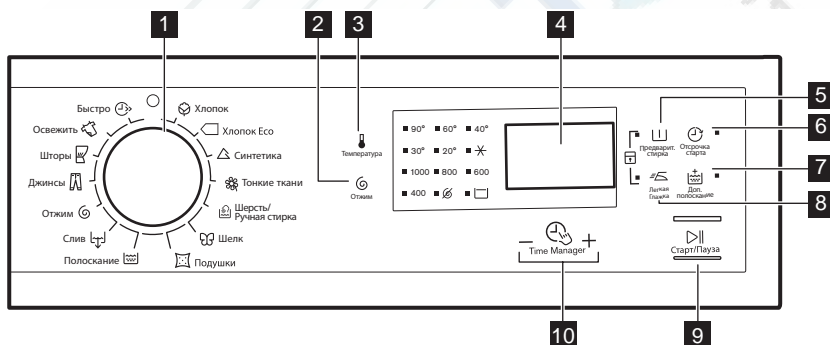 1
2
3
4
5
6
7
8
9
10
Быстро
Освежить
Шторы
Джинсы
Отжим
Слив
Полоскание
Хлопок
Хлопок Eco
Синтетика
Тонкие ткани
Шерсть/
Ручная стирка
Шелк
Подушки
Температура
Отжим
90° 60° 40°
30° 20°
1000 800 600
400
Предварит.
стирка
Отсрочка
старта
Легкая
Глажка
Доп.
полоскание
– Time Manager +
Старт/Пауза